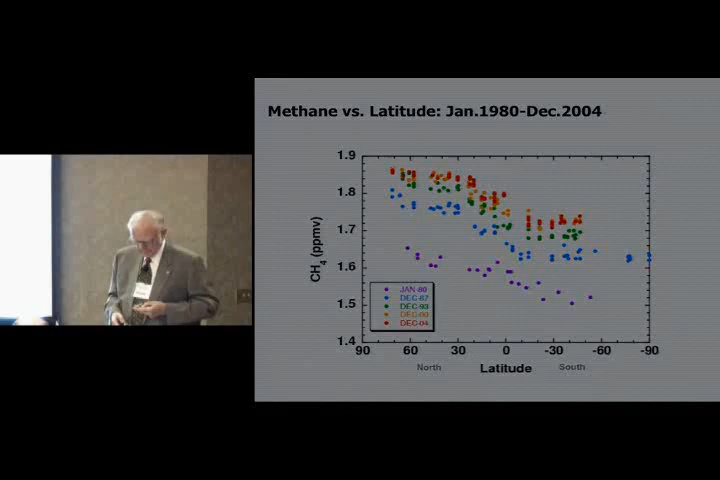 Methane vs. Latitude: Jan.1980-Dec.2004
1.9
1.8
1.7
1.6
1.5
1.4
CH4 (ppmv)
JAN-80
DEC-87
DEC-93
DEC-04
90 60 30 0 -30 -60 -90
North Latitude South